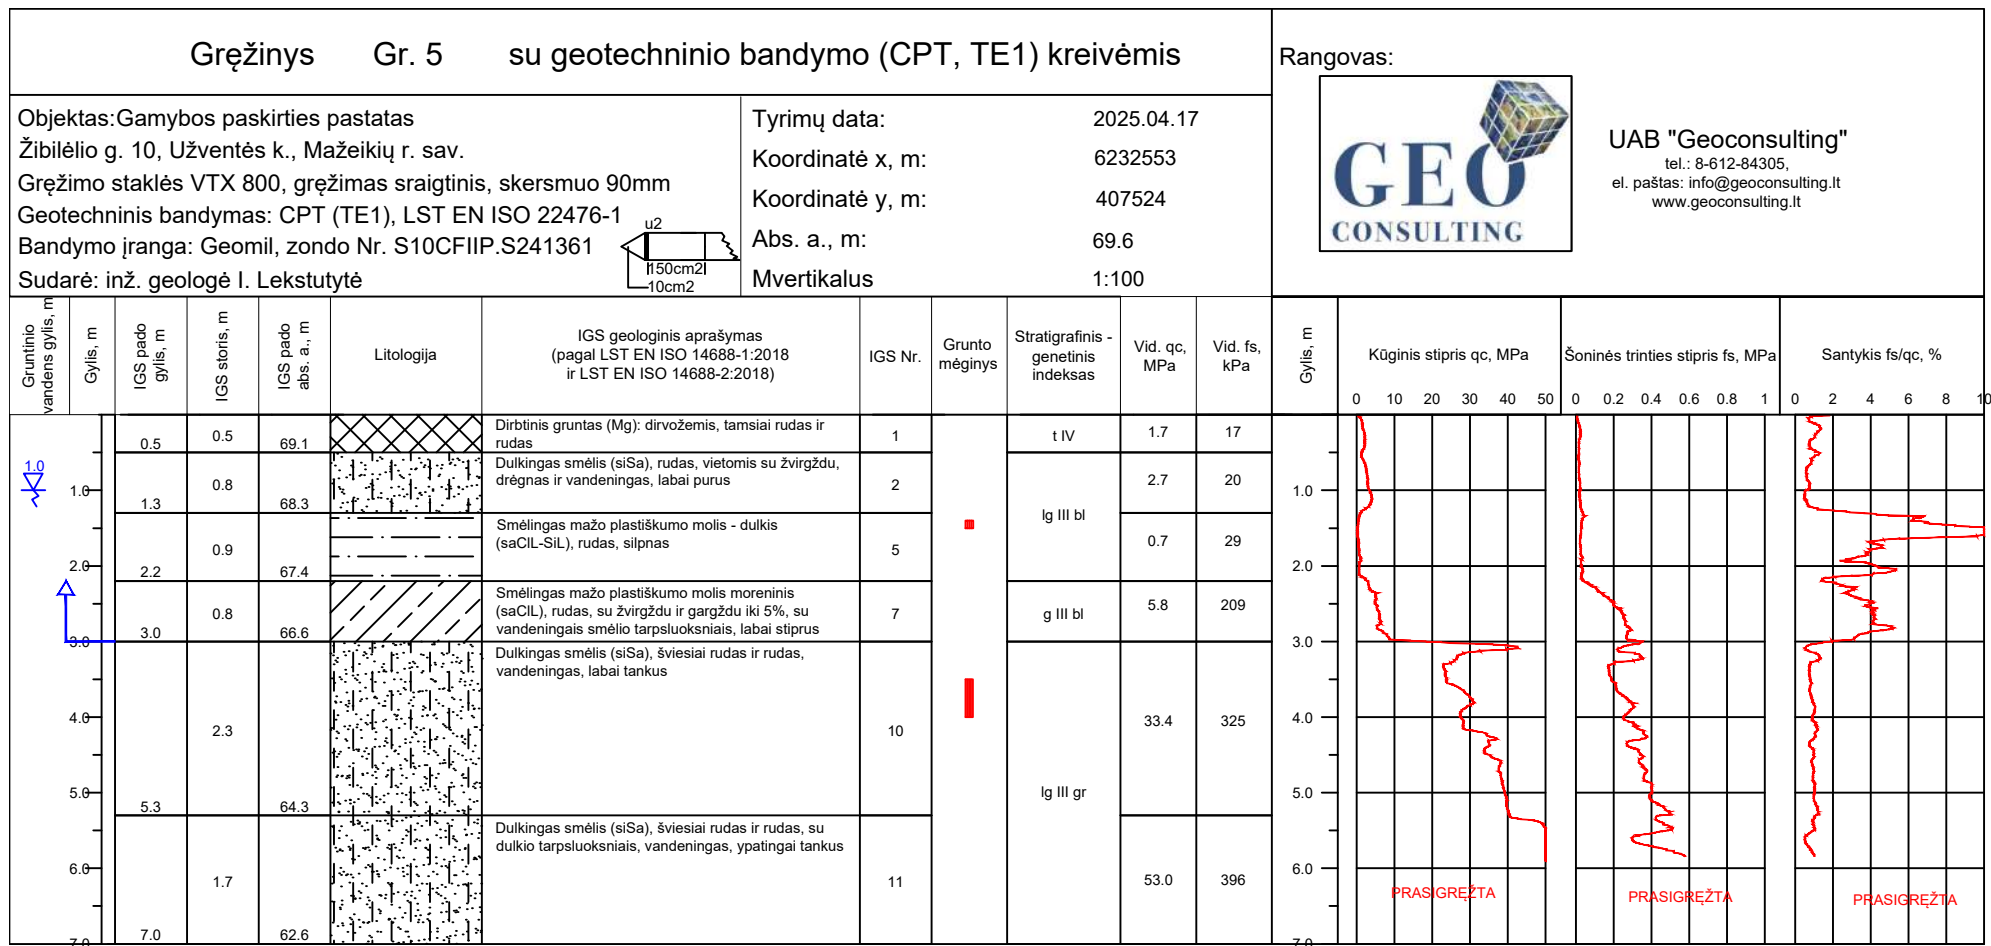 Gręžinys Gr. 5 su geotechninio bandymo (CPT, TE1) kreivėmis
Objektas:Gamybos paskirties pastatas
Žibilėlio g. 10, Užventės k., Mažeikių r. sav.
Gręžimo staklės VTX 800, gręžimas sraigtinis, skersmuo 90mm
Geotechninis bandymas: CPT (TE1), LST EN ISO 22476-1
Bandymo įranga: Geomil, zondo Nr. S10CFIIP.S241361
Sudarė: inž. geologė I. Lekstutytė
u2
150cm2
10cm2
Tyrimų data: 2025.04.17
Koordinatė x, m: 6232553
Koordinatė y, m: 407524
Abs. a., m: 69.6
Mvertikalus 1:100
Rangovas:
GEO
CONSULTING
UAB "Geoconsulting"
tel.: 8-612-84305,
el. paštas: info@geoconsulting.lt
www.geoconsulting.lt
Gruntinio
vandens gylis, m
Gylis, m
IGS pado
gylis, m
IGS storis, m
IGS pado
abs. a., m
Litologija
IGS geologinis aprašymas
(pagal LST EN ISO 14688-1:2018
ir LST EN ISO 14688-2:2018)
IGS Nr.
Grunto
mėginys
Stratigrafinis -
genetinis
indeksas
Vid. qc,
MPa
Vid. fs,
kPa
Gylis, m
Kūginis stipris qc, MPa
0 10 20 30 40 50
Šoninės trinties stipris fs, MPa
0 0.2 0.4 0.6 0.8 1
Santykis fs/qc, %
0 2 4 6 8 10
1.0
1.0
2.0
3.0
4.0
5.0
6.0
7.0
0.5 0.5 69.1
Dirbtinis gruntas (Mg): dirvožemis, tamsiai rudas ir
rudas
1 t IV 1.7 17
1.3 0.8 68.3
Dulkingas smėlis (siSa), rudas, vietomis su žvirgždu,
drėgnas ir vandeningas, labai purus
2 lg III bl 2.7 20
2.2 0.9 67.4
Smėlingas mažo plastiškumo molis - dulkis
(saClL-SiL), rudas, silpnas
5 0.7 29
3.0 0.8 66.6
Smėlingas mažo plastiškumo molis moreninis
(saClL), rudas, su žvirgždu ir gargždu iki 5%, su
vandeningais smėlio tarpsluoksniais, labai stiprus
7 g III bl 5.8 209
5.3 2.3 64.3
Dulkingas smėlis (siSa), šviesiai rudas ir rudas,
vandeningas, labai tankus
10 lg III gr 33.4 325
7.0 1.7 62.6
Dulkingas smėlis (siSa), šviesiai rudas ir rudas, su
dulkio tarpsluoksniais, vandeningas, ypatingai tankus
11 53.0 396
1.0
2.0
3.0
4.0
5.0
6.0
7.0
PRASIGRĘŽTA
PRASIGRĘŽTA
PRASIGRĘŽTA